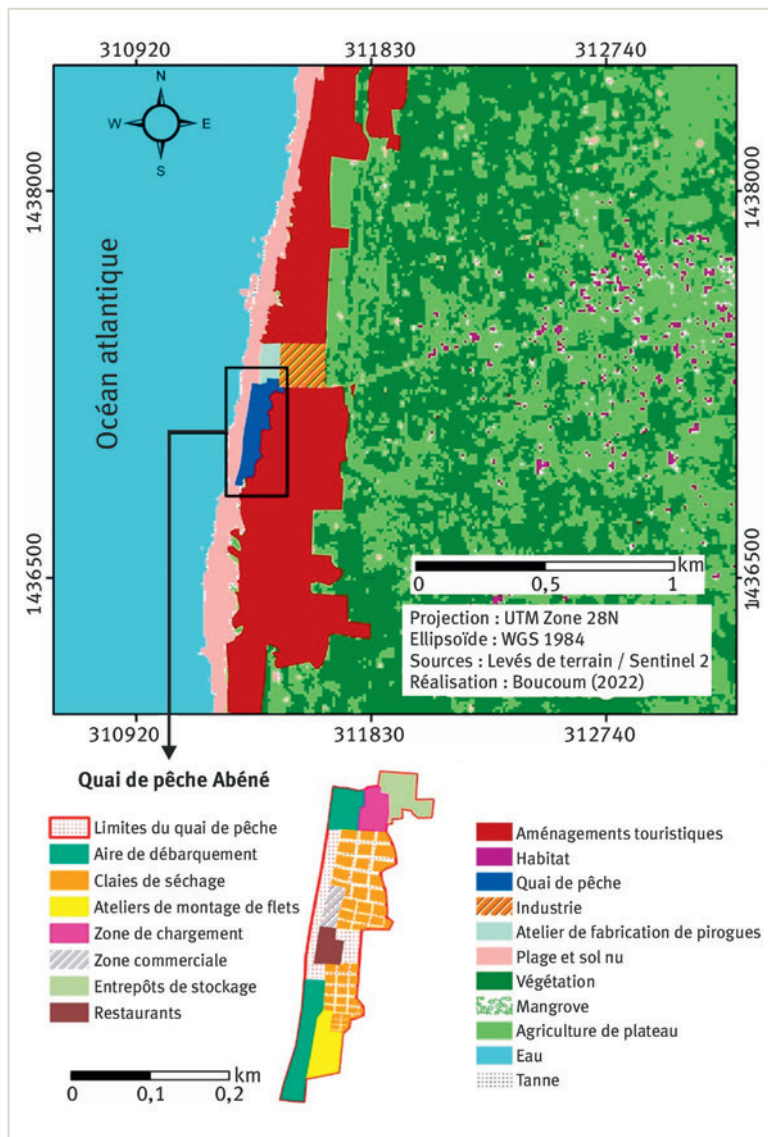 310920 311830 312740
N
W E
S
1438000 1438000
Océan atlantique
1436500 1436500
km
0 0,5 1
Projection : UTM Zone 28N
Ellipsoïde : WGS 1984
Sources : Levés de terrain / Sentinel 2
Réalisation : Boucoum (2022)
310920 311830 312740
Quai de pêche Abéné
Limites du quai de pêche
Aire de débarquement
Claies de séchage
Ateliers de montage de flets
Zone de chargement
Zone commerciale
Entrepôts de stockage
Restaurants
km
0 0,1 0,2
Aménagements touristiques
Habitat
Quai de pêche
Industrie
Atelier de fabrication de pirogues
Plage et sol nu
Végétation
Mangrove
Agriculture de plateau
Eau
Tanne